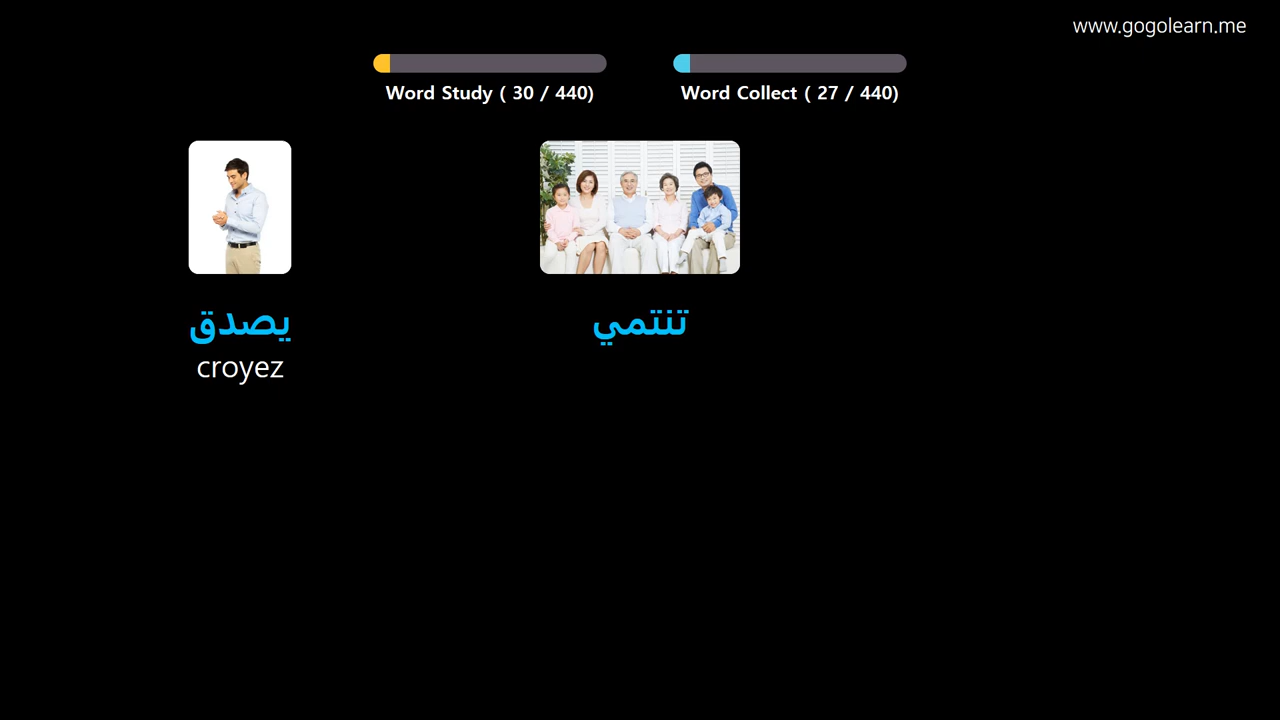 www.gogolearn.me
Word Study ( 30 / 440)
Word Collect ( 27 / 440)
يصدق
croyez
تنتمي